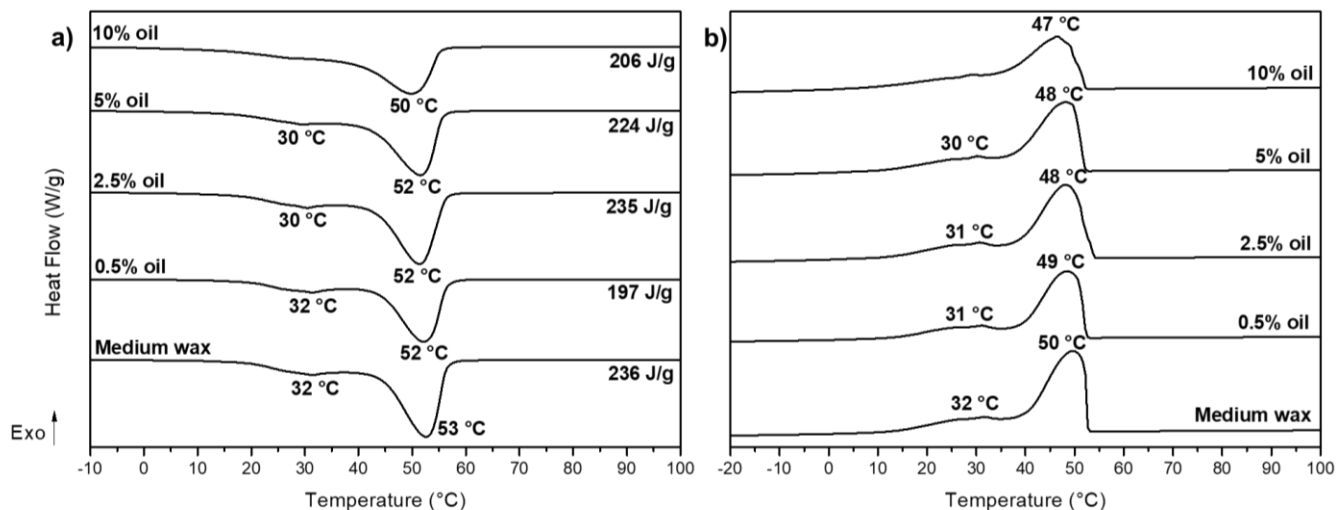 a)
10% oil
206 J/g
50 °C
5% oil
30 °C
224 J/g
52 °C
2.5% oil
30 °C
235 J/g
52 °C
0.5% oil
32 °C
197 J/g
52 °C
Medium wax
32 °C
236 J/g
53 °C
Heat Flow (W/g)
Exo
-10 0 10 20 30 40 50 60 70 80 90 100
Temperature (°C)
b)
47 °C
10% oil
48 °C
30 °C
5% oil
48 °C
31 °C
2.5% oil
49 °C
31 °C
0.5% oil
50 °C
32 °C
Medium wax
-20 -10 0 10 20 30 40 50 60 70 80 90 100
Temperature (°C)